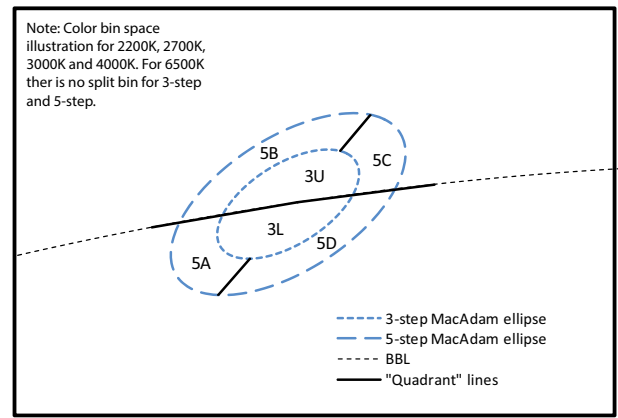 Note: Color bin space
illustration for 2200K, 2700K,
3000K and 4000K. For 6500K
ther is no split bin for 3-step
and 5-step.
5B
5C
3U
3L
5D
5A
3-step MacAdam ellipse
5-step MacAdam ellipse
BBL
"Quadrant" lines